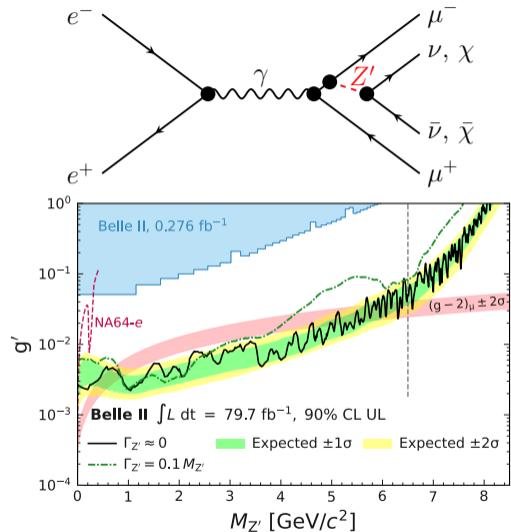 e⁻
μ⁻
ν, χ
γ
Z′
ν̄, χ̄
e⁺
μ⁺
10⁰
Belle II, 0.276 fb⁻¹
10⁻¹
NA64-e
(g−2)μ ± 2σ
g′
10⁻²
10⁻³
Belle II ∫L dt = 79.7 fb⁻¹, 90% CL UL
Γ_Z′ ≈ 0
Expected ±1σ
Expected ±2σ
Γ_Z′ = 0.1 M_Z′
10⁻⁴
0 1 2 3 4 5 6 7 8
M_Z′ [GeV/c²]